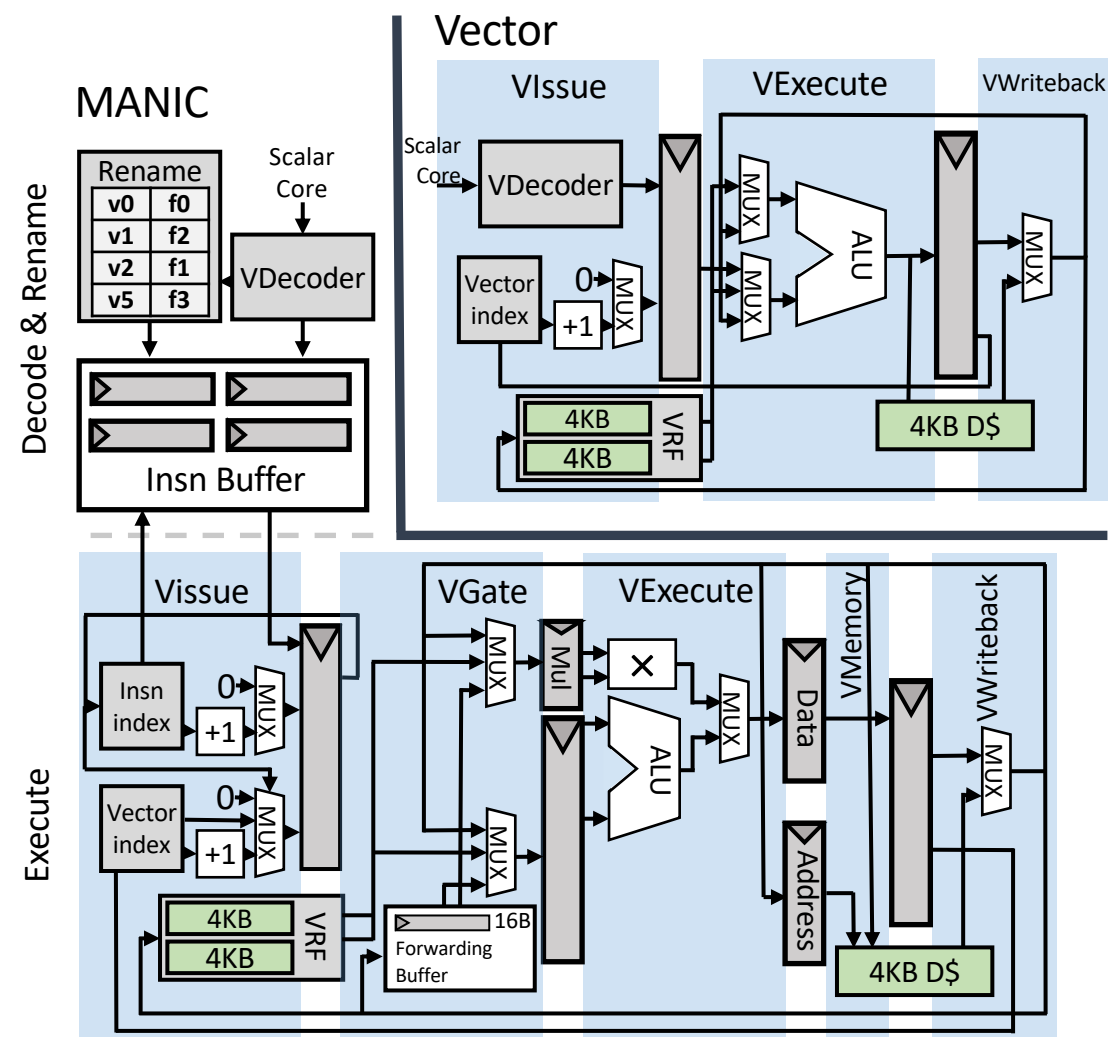 Vector
VIssue
VExecute
VWriteback
Scalar
Core
VDecoder
Vector
index
0
+1
MUX
4KB
4KB
VRF
MUX
MUX
ALU
MUX
4KB D$
MANIC
Decode & Rename
Rename
v0 f0
v1 f2
v2 f1
v5 f3
Scalar
Core
VDecoder
Insn Buffer
Execute
Vissue
VGate
VExecute
VMemory
VWriteback
Insn
index
0
+1
MUX
Vector
index
0
+1
MUX
4KB
4KB
VRF
MUX
MUX
16B
Forwarding
Buffer
Mul
×
ALU
MUX
Data
Address
MUX
4KB D$